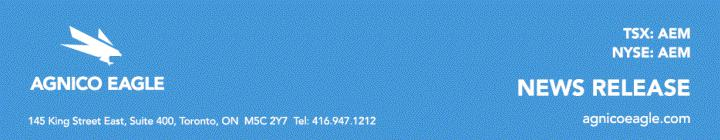 TSX: AEM
NYSE: AEM
AGNICO EAGLE
NEWS RELEASE
145 King Street East, Suite 400, Toronto, ON M5C 2Y7 Tel: 416.947.1212
agnicoeagle.com